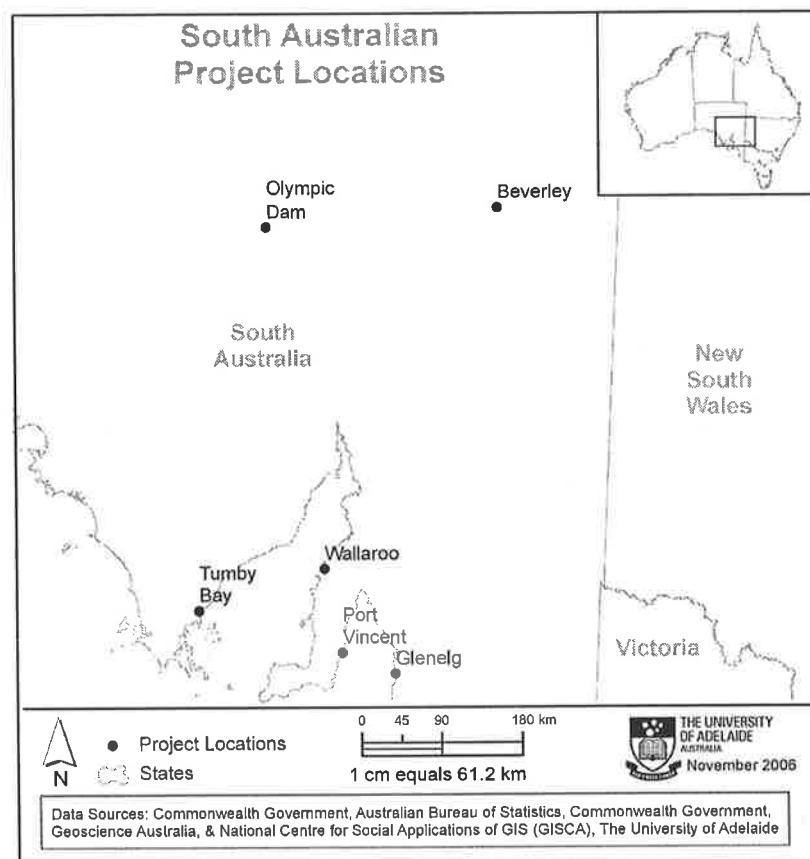 South Australian
Project Locations
Olympic
Dam
Beverley
South
Australia
New
South
Wales
Wallaroo
Tumby
Bay
Port
Vincent
Glenelg
Victoria
N
Project Locations
States
0 45 90 180 km
1 cm equals 61.2 km
THE UNIVERSITY
OF ADELAIDE
AUSTRALIA
November 2006
Data Sources: Commonwealth Government, Australian Bureau of Statistics, Commonwealth Government,
Geoscience Australia, & National Centre for Social Applications of GIS (GISCA), The University of Adelaide